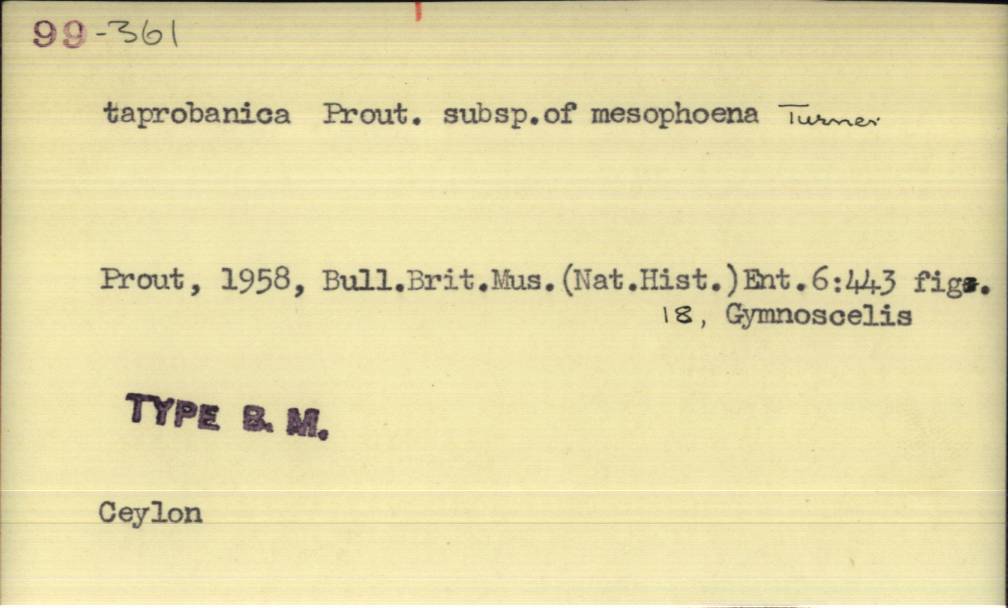 99-361
taprobanica Prout. subsp.of mesophoena Turner
Prout, 1958, Bull.Brit.Mus.(Nat.Hist.)Ent.6:443 fig.
18, Gymnoscelis
TYPE B. M.
Ceylon